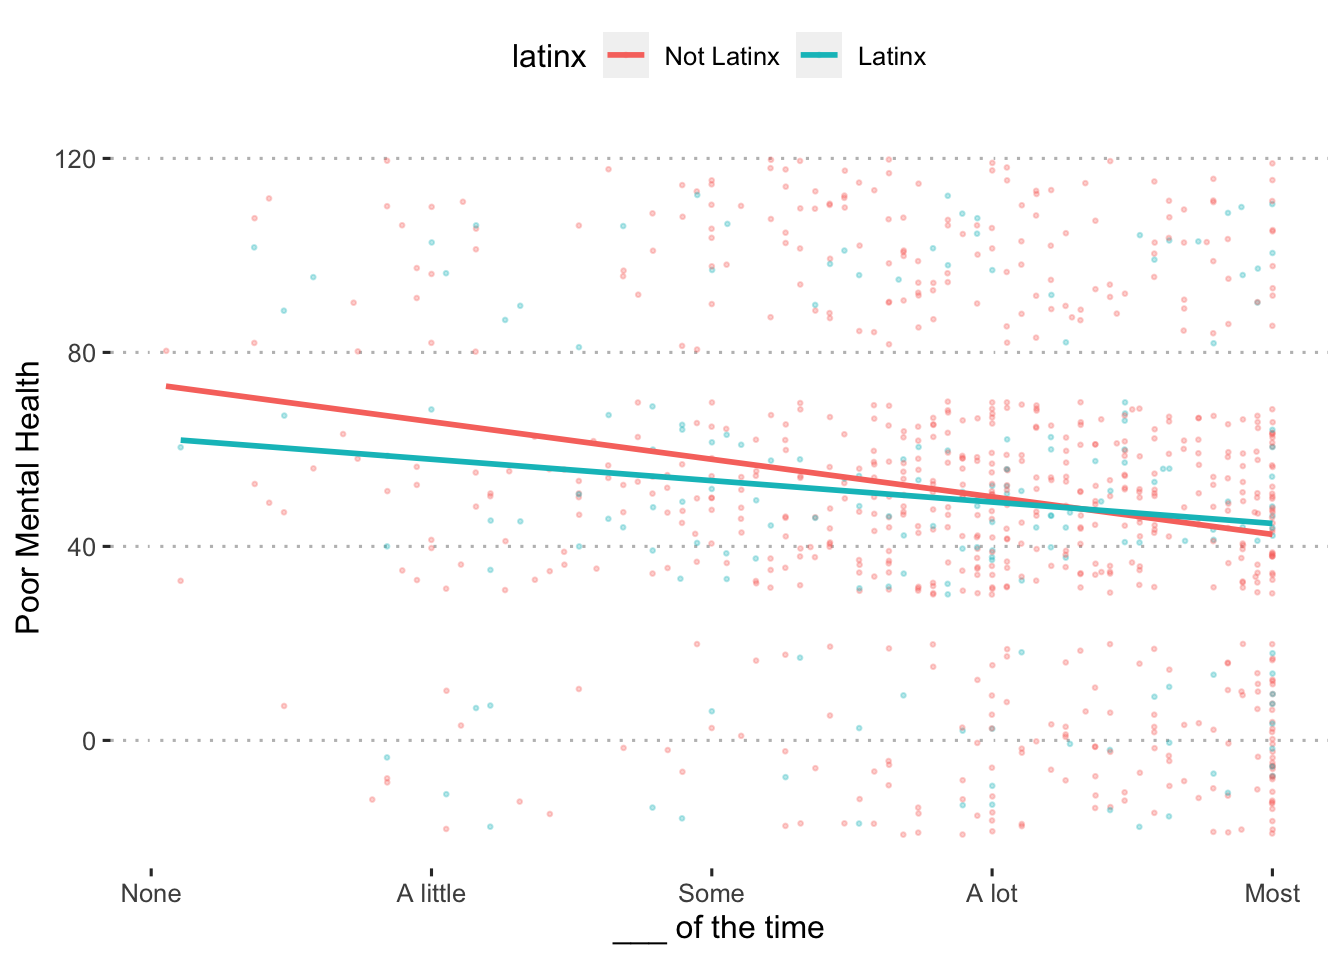 latinx Not Latinx Latinx
120
80
40
0
Poor Mental Health
None A little Some A lot Most
___ of the time